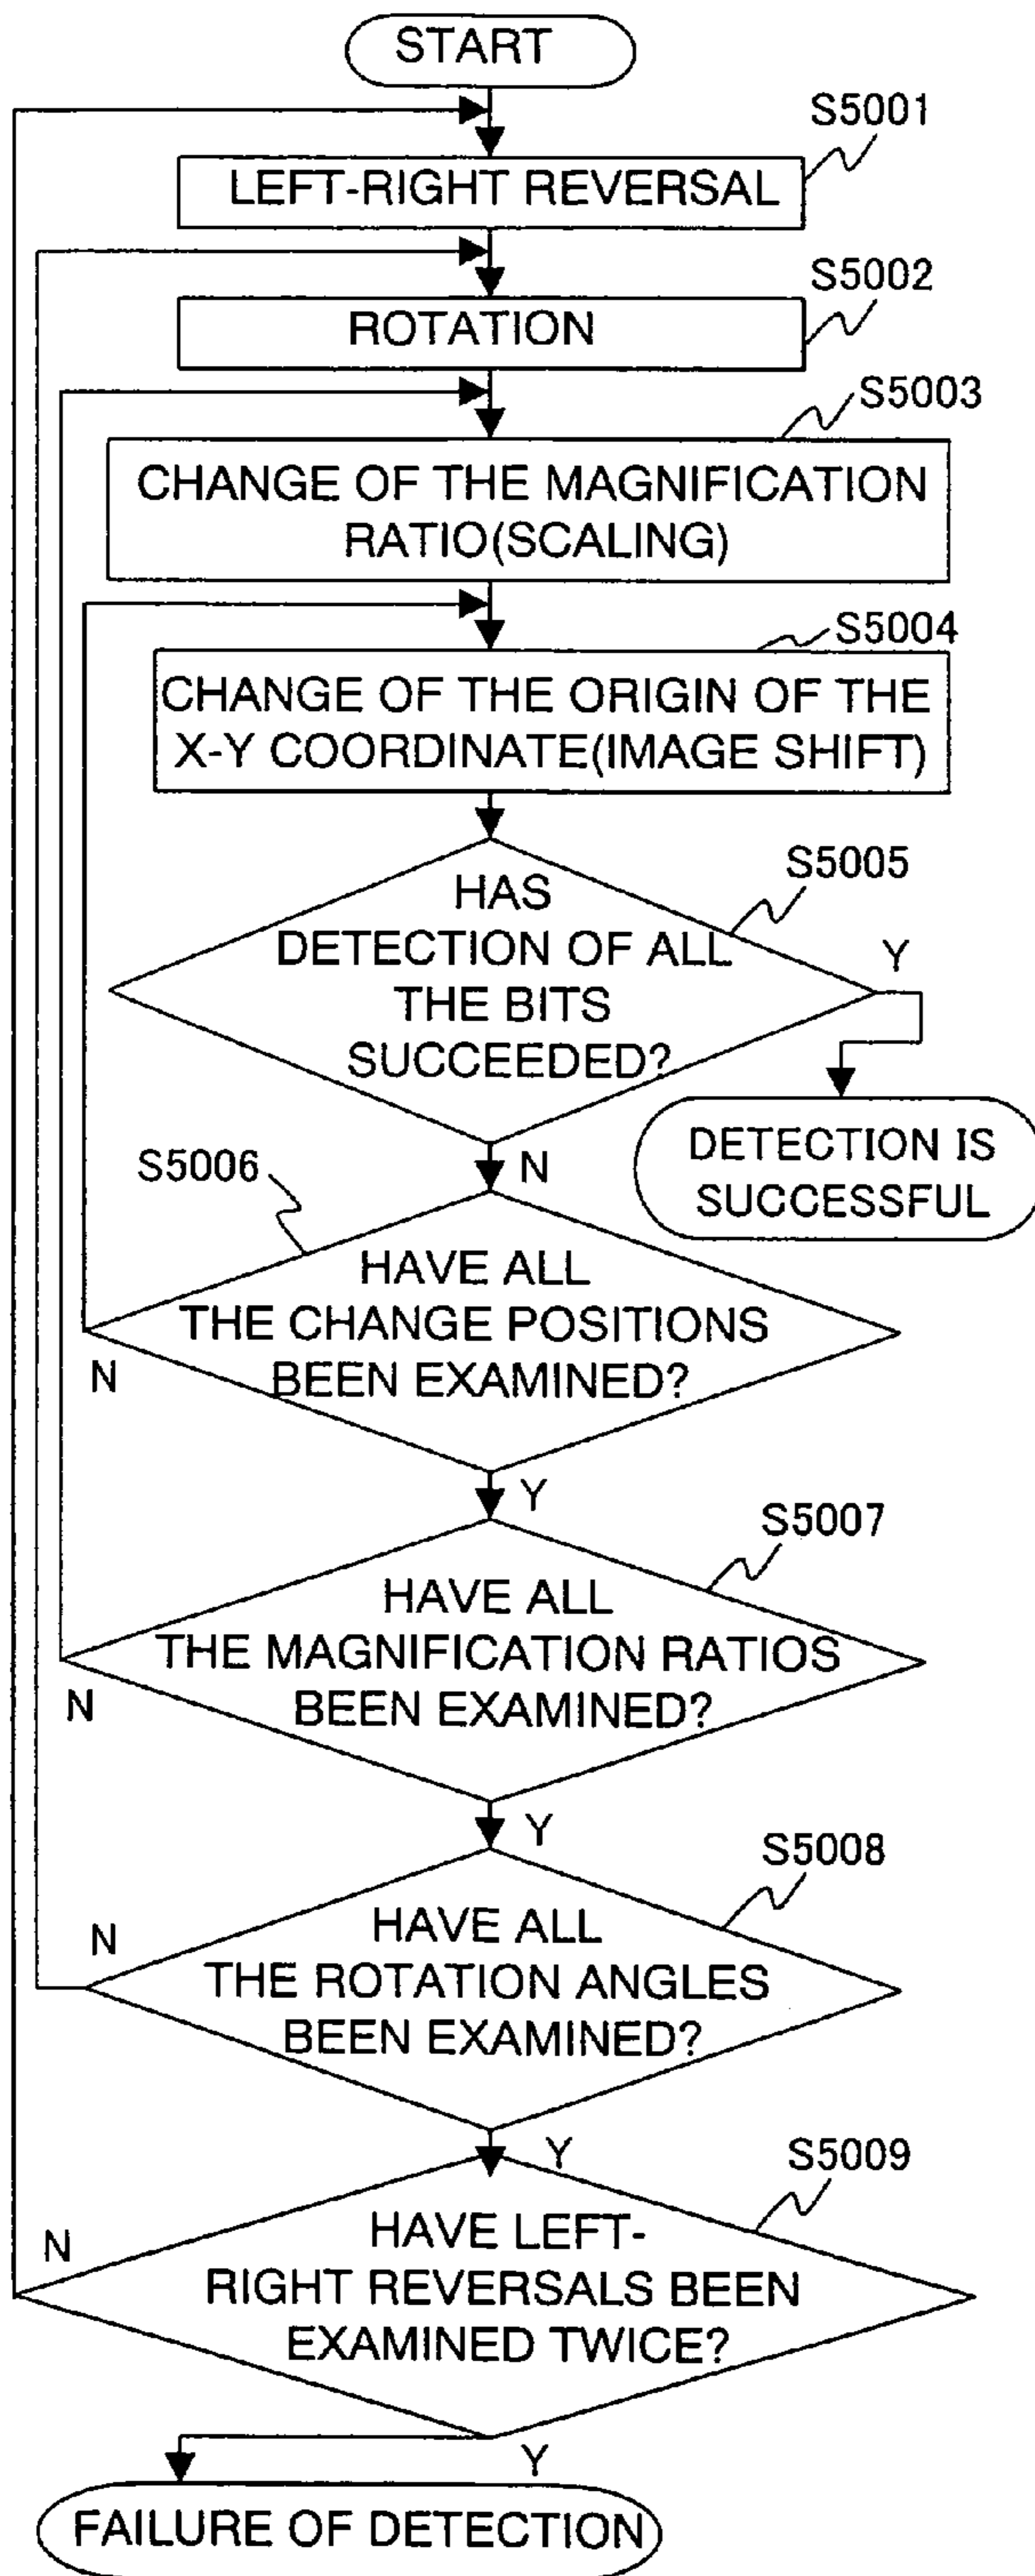 START
S5001
LEFT-RIGHT REVERSAL
S5002
ROTATION
S5003
CHANGE OF THE MAGNIFICATION
RATIO(SCALING)
S5004
CHANGE OF THE ORIGIN OF THE
X-Y COORDINATE(IMAGE SHIFT)
S5005
HAS
DETECTION OF ALL
THE BITS
SUCCEEDED?
Y
DETECTION IS
SUCCESSFUL
N
S5006
HAVE ALL
THE CHANGE POSITIONS
BEEN EXAMINED?
N
Y
S5007
HAVE ALL
THE MAGNIFICATION RATIOS
BEEN EXAMINED?
N
Y
S5008
HAVE ALL
THE ROTATION ANGLES
BEEN EXAMINED?
N
Y
S5009
HAVE LEFT-
RIGHT REVERSALS BEEN
EXAMINED TWICE?
N
Y
FAILURE OF DETECTION